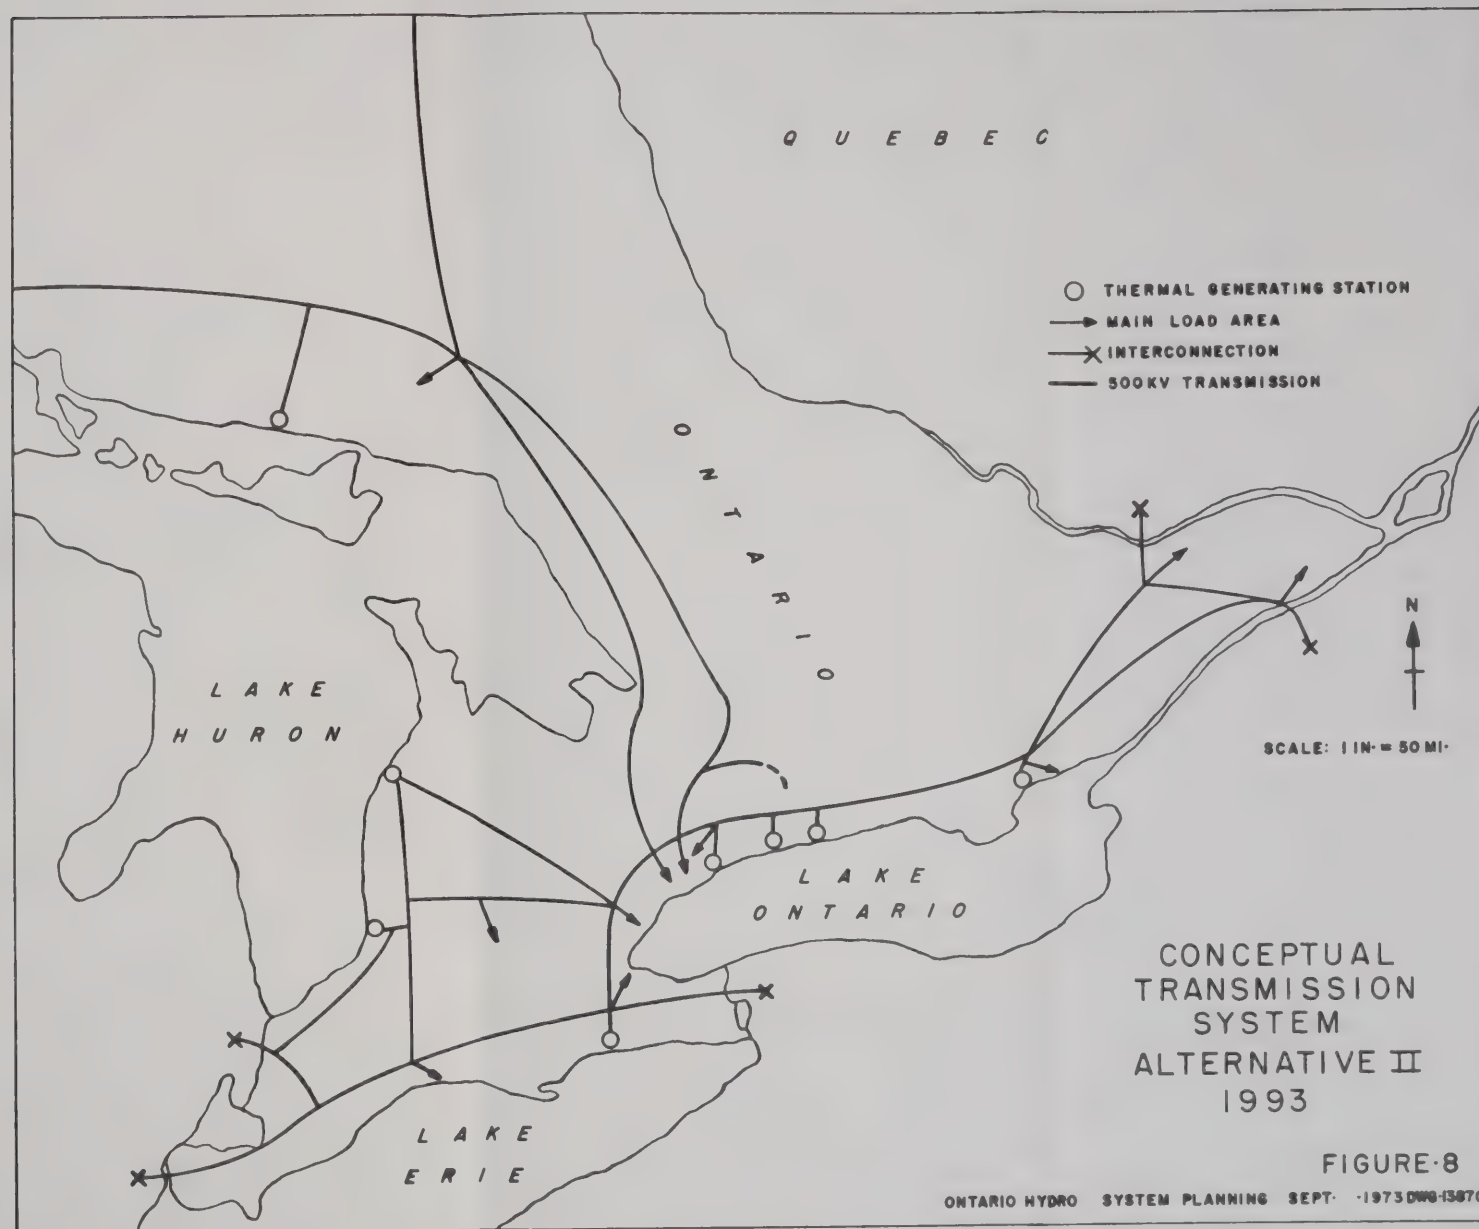 QUEBEC
THERMAL GENERATING STATION
MAIN LOAD AREA
INTERCONNECTION
500KV TRANSMISSION
ONTARIO
N
SCALE: 1 IN. = 50 MI.
LAKE
HURON
LAKE
ONTARIO
CONCEPTUAL
TRANSMISSION
SYSTEM
ALTERNATIVE II
1993
LAKE
ERIE
FIGURE·8
ONTARIO HYDRO SYSTEM PLANNING SEPT· ·1973